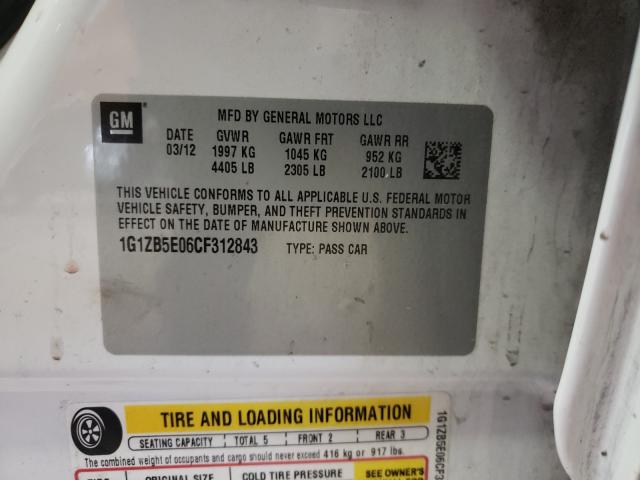 GM
MFD BY GENERAL MOTORS LLC
DATE GVWR GAWR FRT GAWR RR
03/12 1997 KG 1045 KG 952 KG
4405 LB 2305 LB 2100 LB
THIS VEHICLE CONFORMS TO ALL APPLICABLE U.S. FEDERAL MOTOR
VEHICLE SAFETY, BUMPER, AND THEFT PREVENTION STANDARDS IN
EFFECT ON THE DATE OF MANUFACTURE SHOWN ABOVE.
1G1ZB5E06CF312843 TYPE: PASS CAR
TIRE AND LOADING INFORMATION
SEATING CAPACITY TOTAL 5 FRONT 2 REAR 3
The combined weight of occupants and cargo should never exceed 416 kg or 917 lbs.
TIRE ORIGINAL SIZE COLD TIRE PRESSURE SEE OWNER'S
1G1ZB5E06CF3